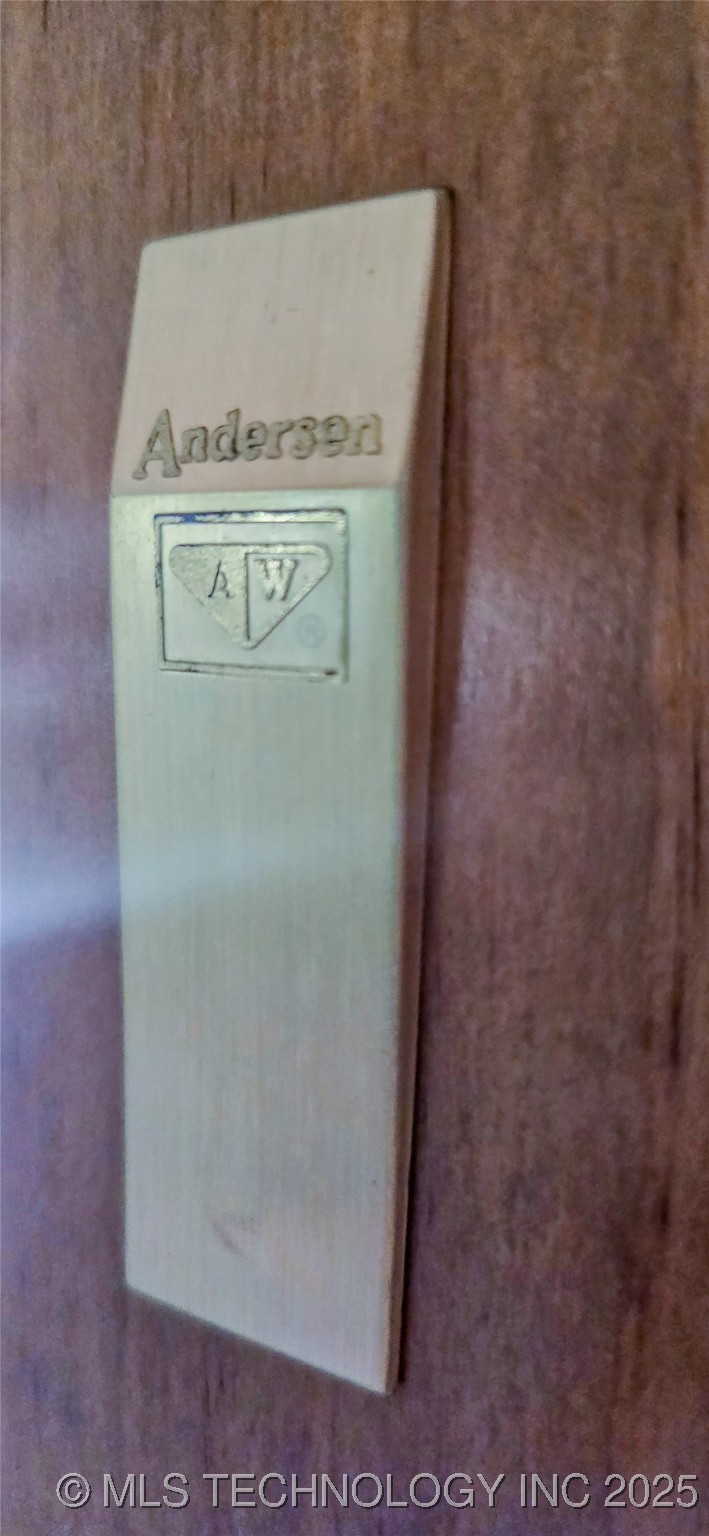 Andersen
A W
®
© MLS TECHNOLOGY INC 2025